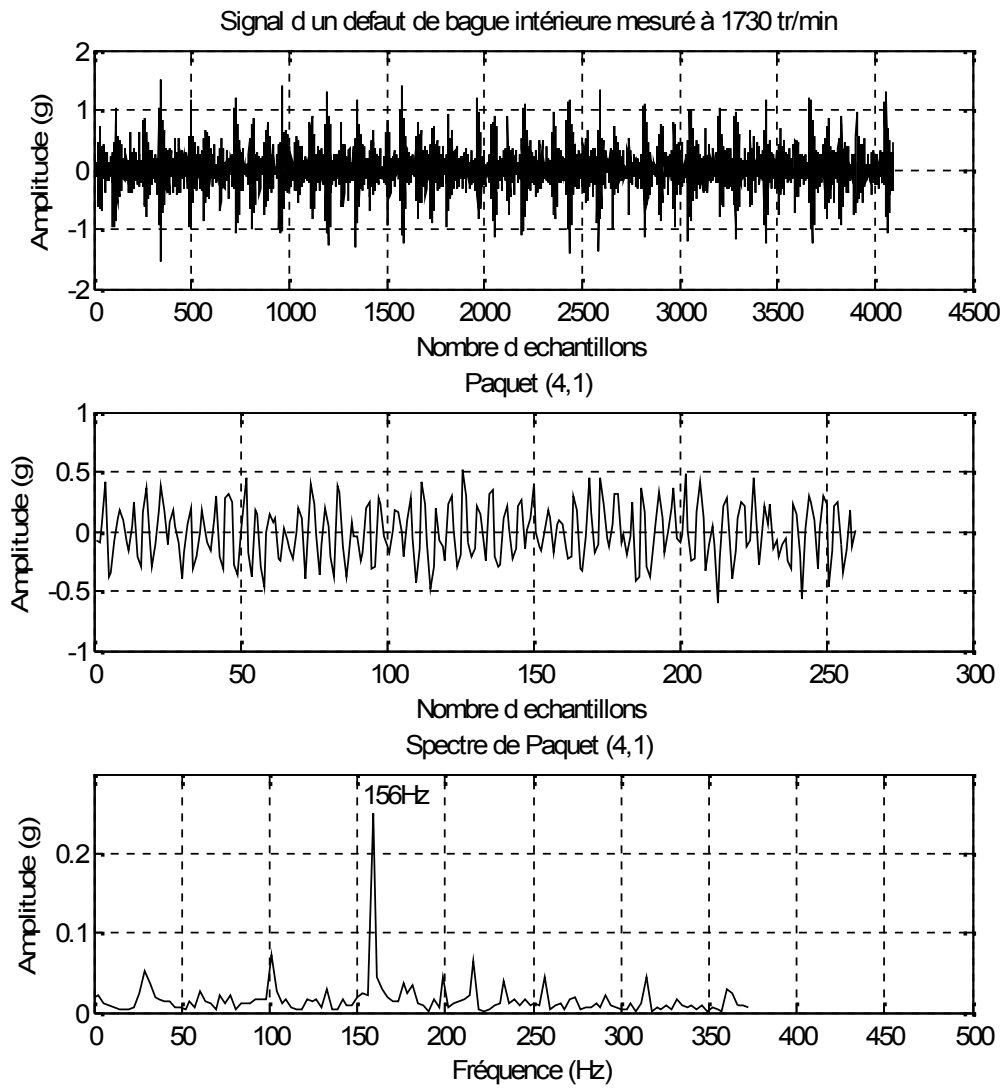 Signal d un defaut de bague intérieure mesuré à 1730 tr/min
2
1
0
-1
-2
Amplitude (g)
0 500 1000 1500 2000 2500 3000 3500 4000 4500
Nombre d echantillons
Paquet (4,1)
1
0.5
0
-0.5
-1
Amplitude (g)
0 50 100 150 200 250 300
Nombre d echantillons
Spectre de Paquet (4,1)
156Hz
0.2
0.1
0
Amplitude (g)
0 50 100 150 200 250 300 350 400 450 500
Fréquence (Hz)